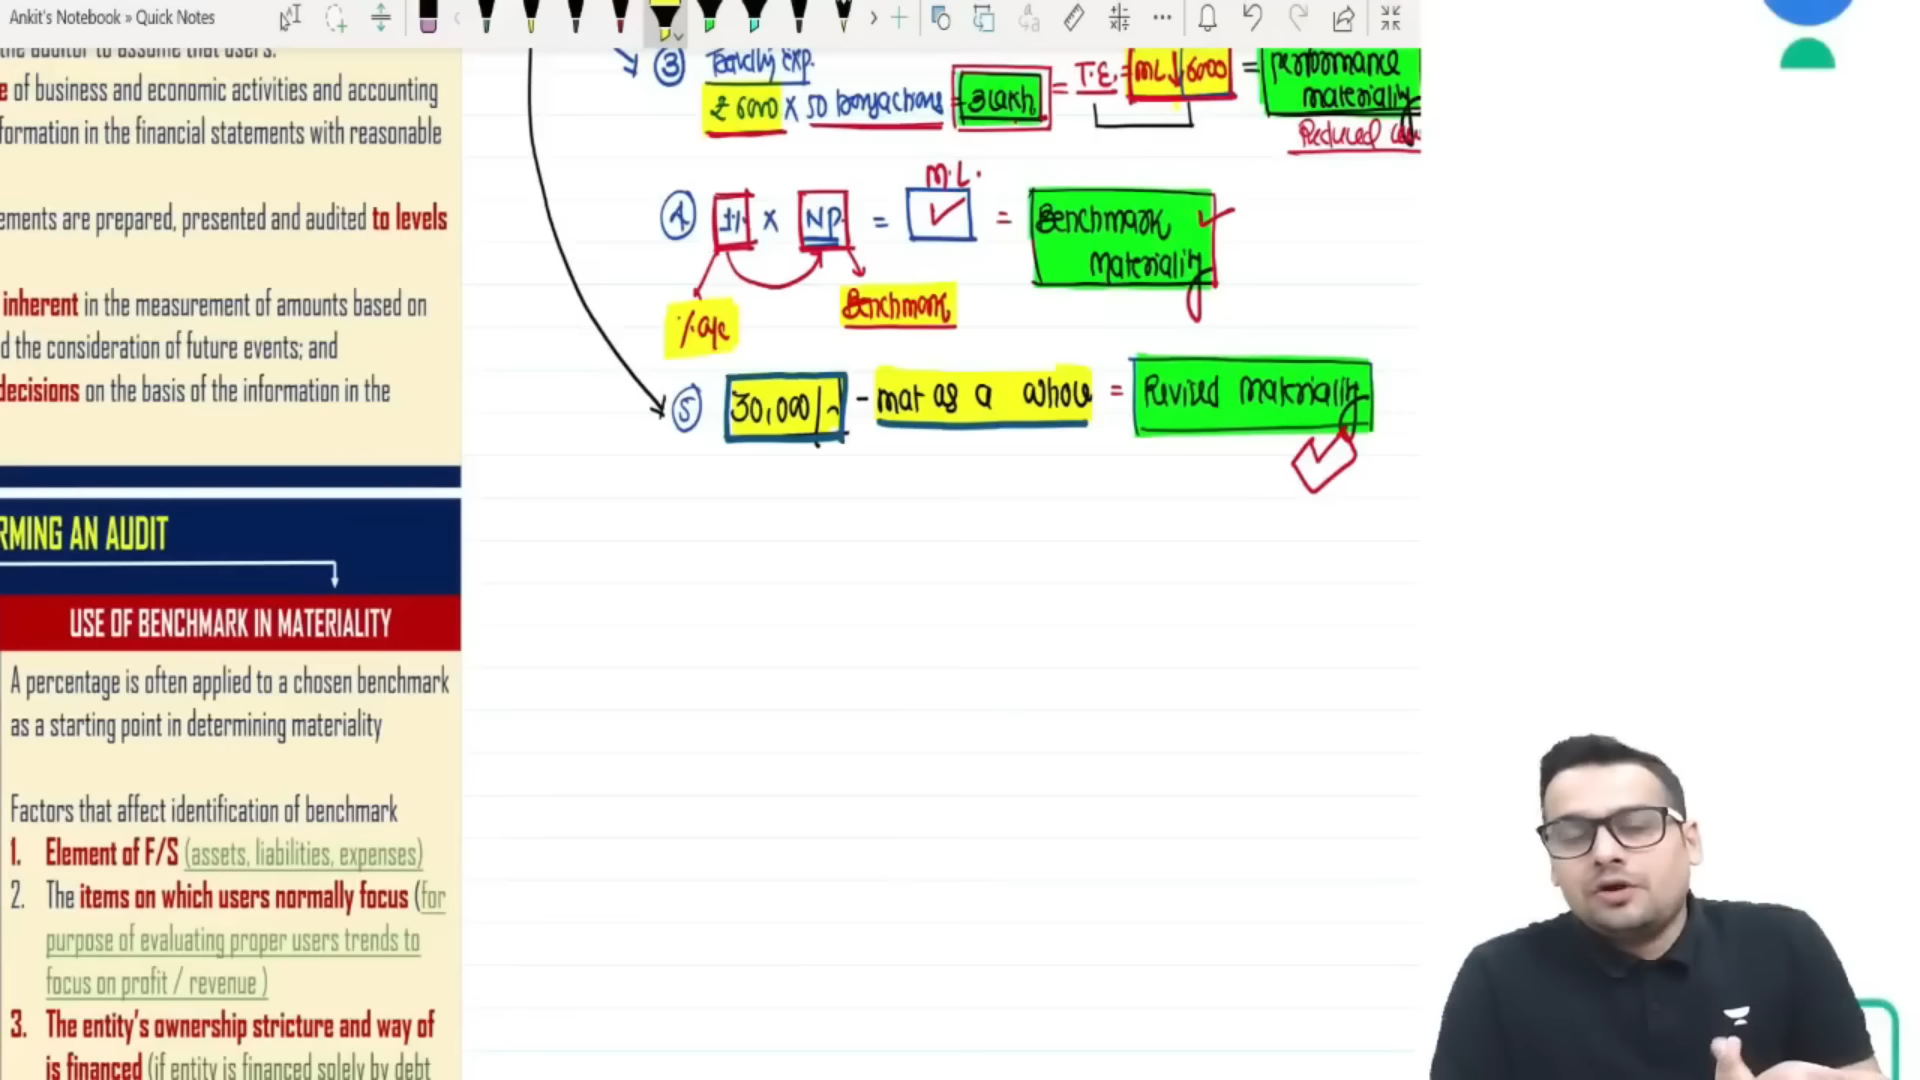 Ankit's Notebook » Quick Notes
the auditor to assume that users:
e of business and economic activities and accounting
formation in the financial statements with reasonable
ements are prepared, presented and audited to levels
inherent in the measurement of amounts based on
d the consideration of future events; and
decisions on the basis of the information in the
RMING AN AUDIT
USE OF BENCHMARK IN MATERIALITY
A percentage is often applied to a chosen benchmark
as a starting point in determining materiality
Factors that affect identification of benchmark
1. Element of F/S (assets, liabilities, expenses)
2. The items on which users normally focus (for
purpose of evaluating proper users trends to
focus on profit / revenue )
3. The entity's ownership stricture and way of
is financed (if entity is financed solely by debt
3 Exp.
₹ 6000 X 50 = 3 Lakh = T.E. = ML ↓ 6000 = performance
materiality
Reduced
M.L.
4 1% X NP = ✓ = Benchmark ✓
materiality
% age Benchmark
5 30,000/- - mat as a whole = Revised materiality